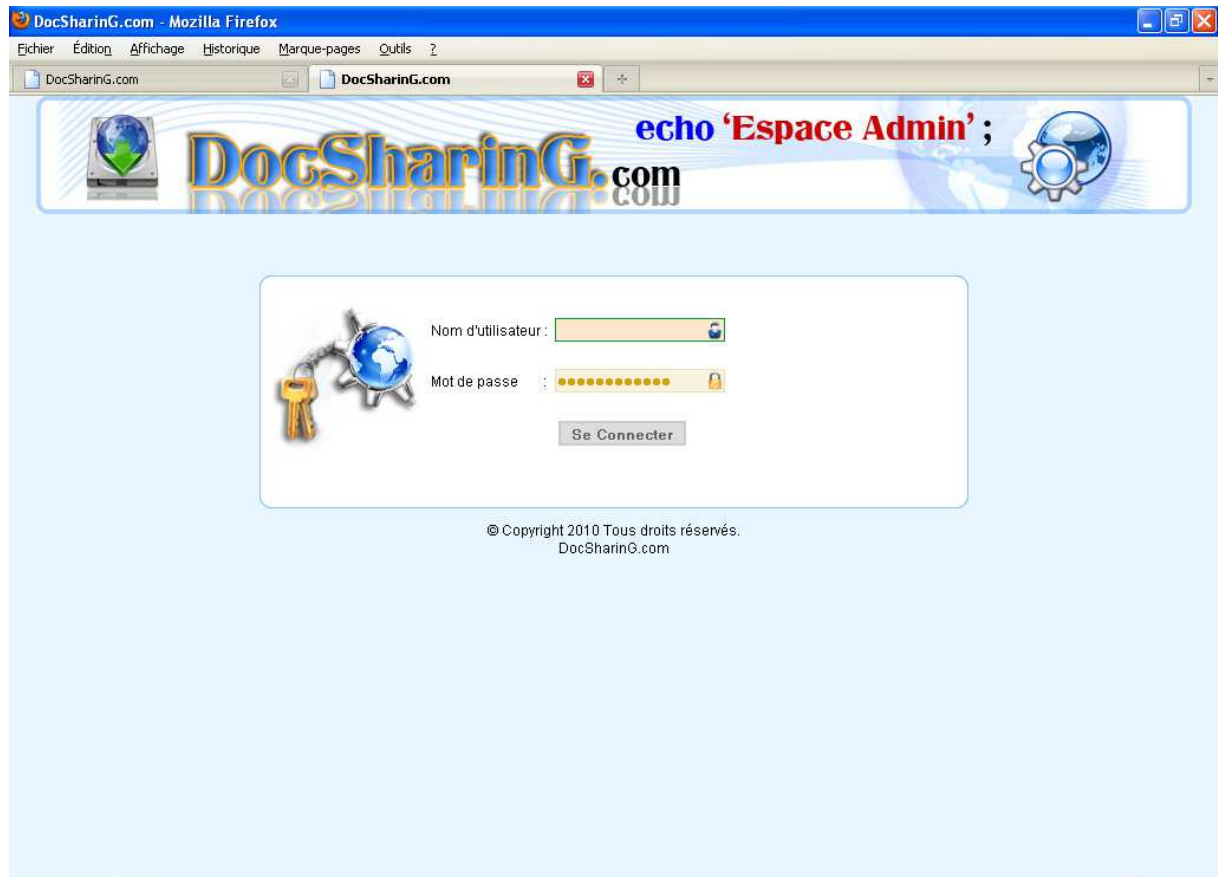 DocSharinG.com - Mozilla Firefox
Fichier Édition Affichage Historique Marque-pages Outils ?
DocSharinG.com DocSharinG.com
echo ‘Espace Admin’ ;
DocSharinG.com
Nom d'utilisateur :
Mot de passe :
Se Connecter
© Copyright 2010 Tous droits réservés.
DocSharinG.com